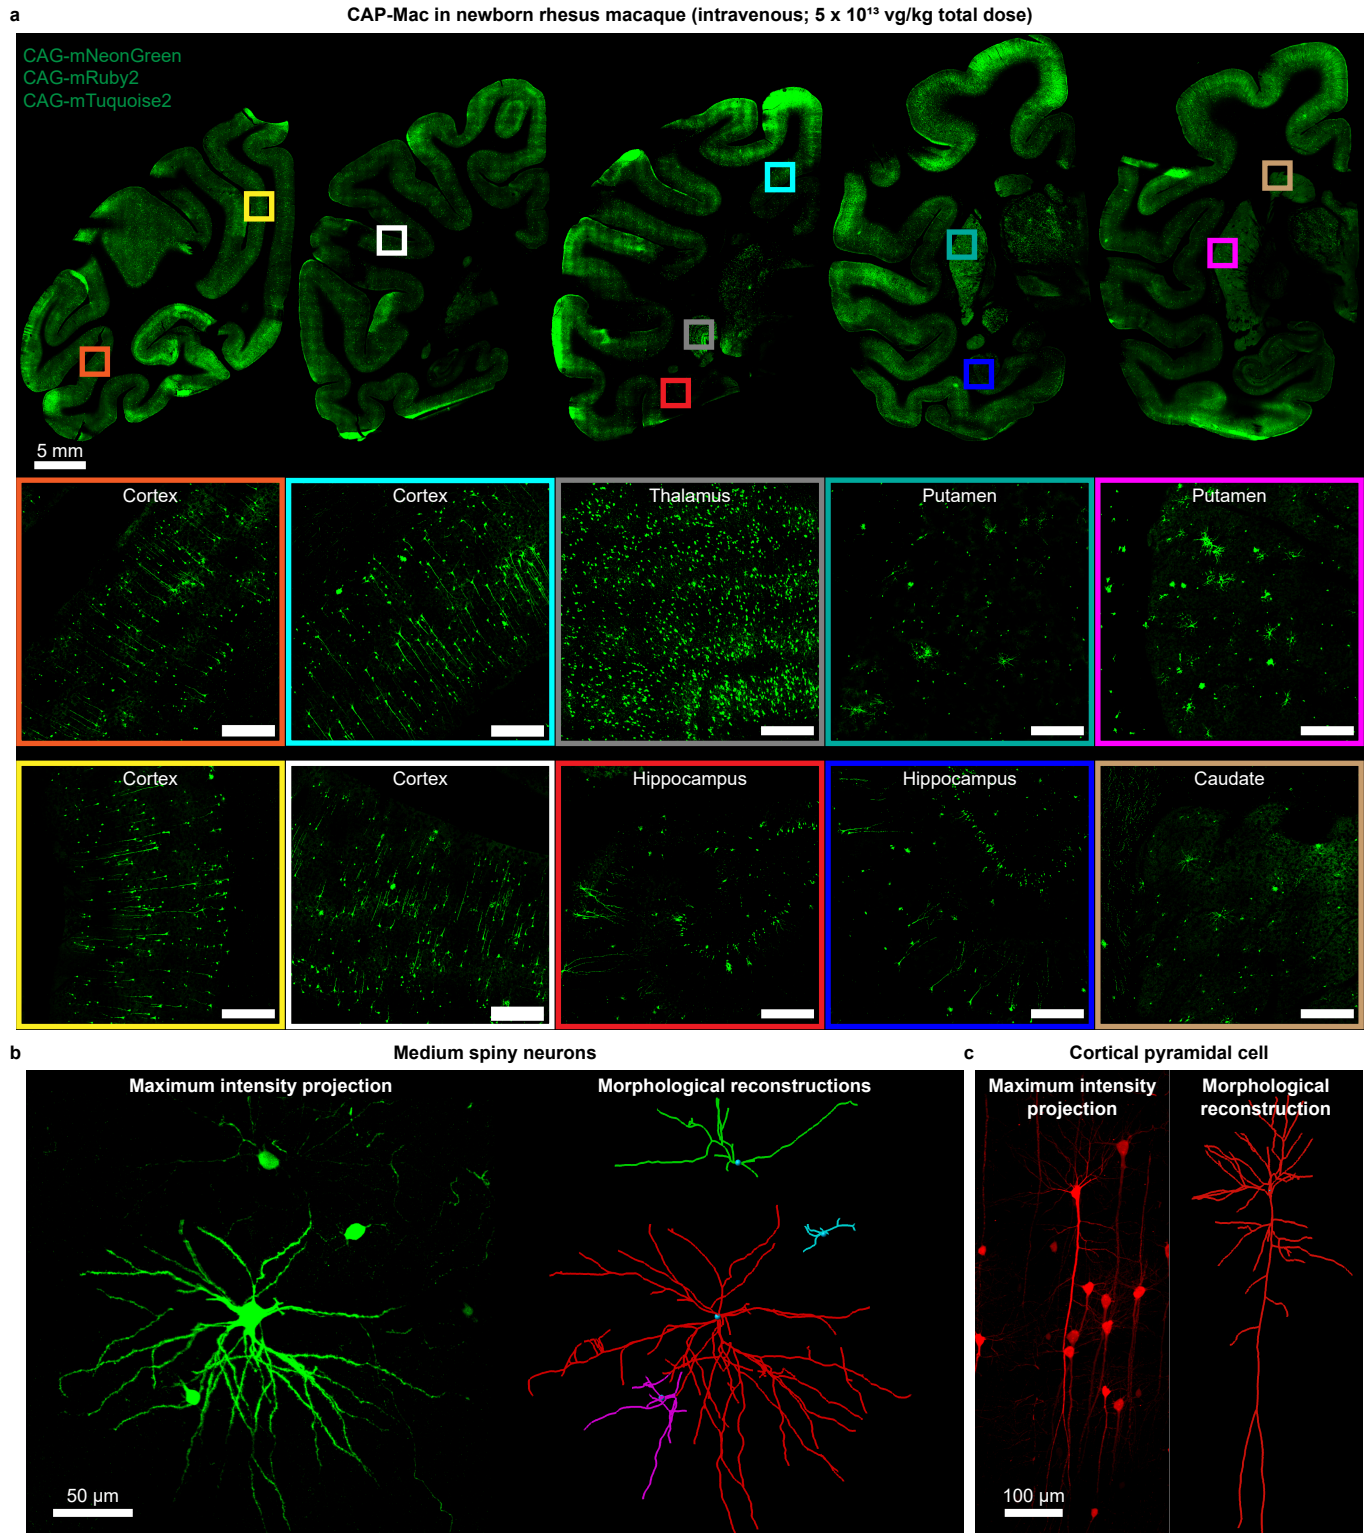 a
CAP-Mac in newborn rhesus macaque (intravenous; 5 x 10¹³ vg/kg total dose)
CAG-mNeonGreen
CAG-mRuby2
CAG-mTuquoise2
5 mm
Cortex
Cortex
Thalamus
Putamen
Putamen
Cortex
Cortex
Hippocampus
Hippocampus
Caudate
b
Medium spiny neurons
Maximum intensity projection
Morphological reconstructions
50 µm
c
Cortical pyramidal cell
Maximum intensity
projection
Morphological
reconstruction
100 µm